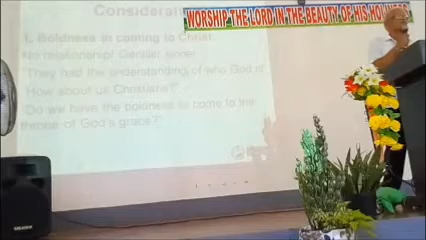 Considerat
WORSHIP THE LORD IN THE BEAUTY OF HIS HOLINESS
1. Boldness in coming to Christ.
No relationship! Gentile! sinner
"They had the understanding of who God is
How about us Christians?"
"Do we have the boldness to come to the
throne of God's grace?"